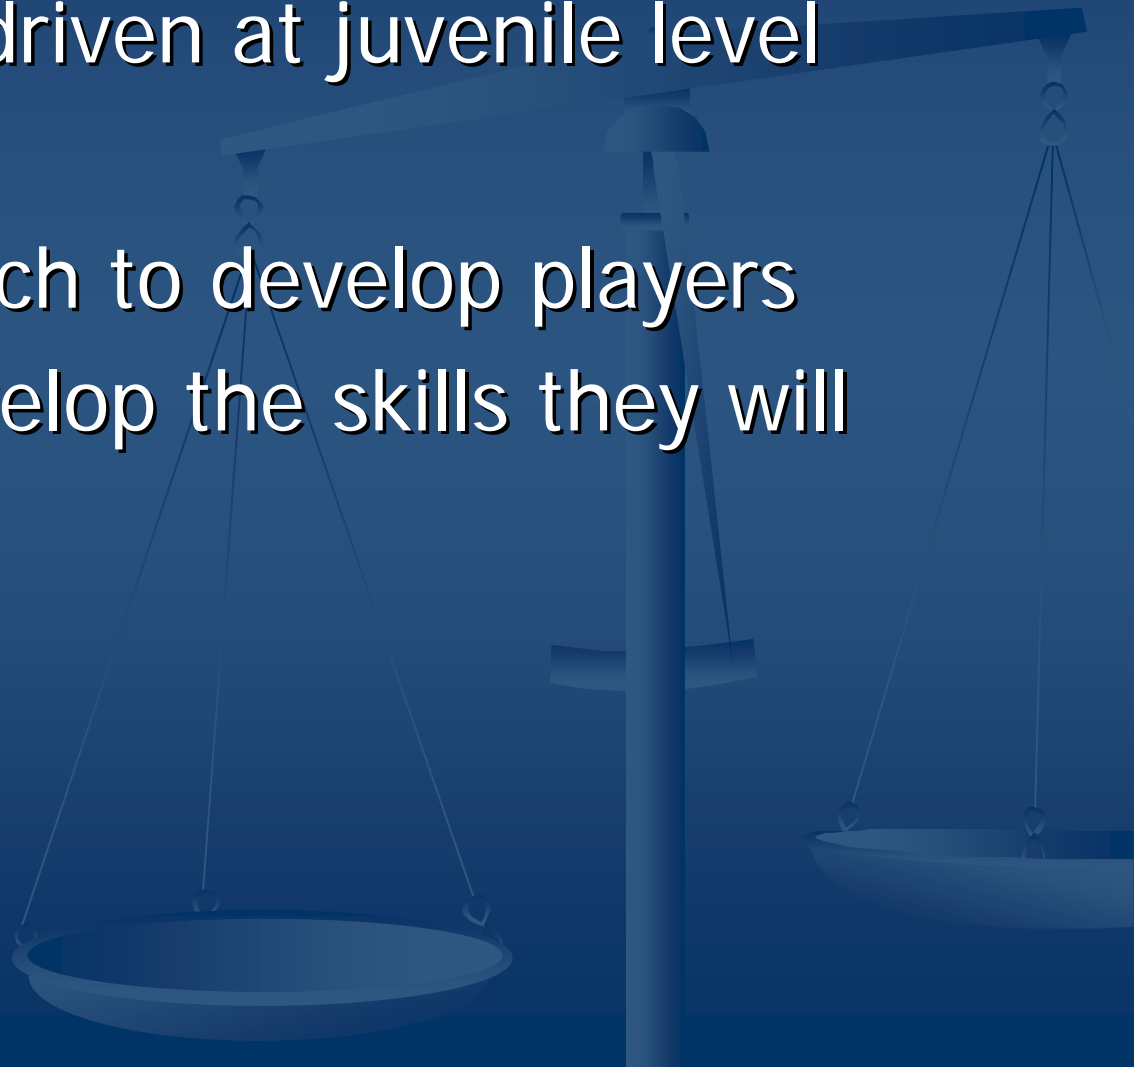 driven at juvenile level
ch to develop players
elop the skills they will